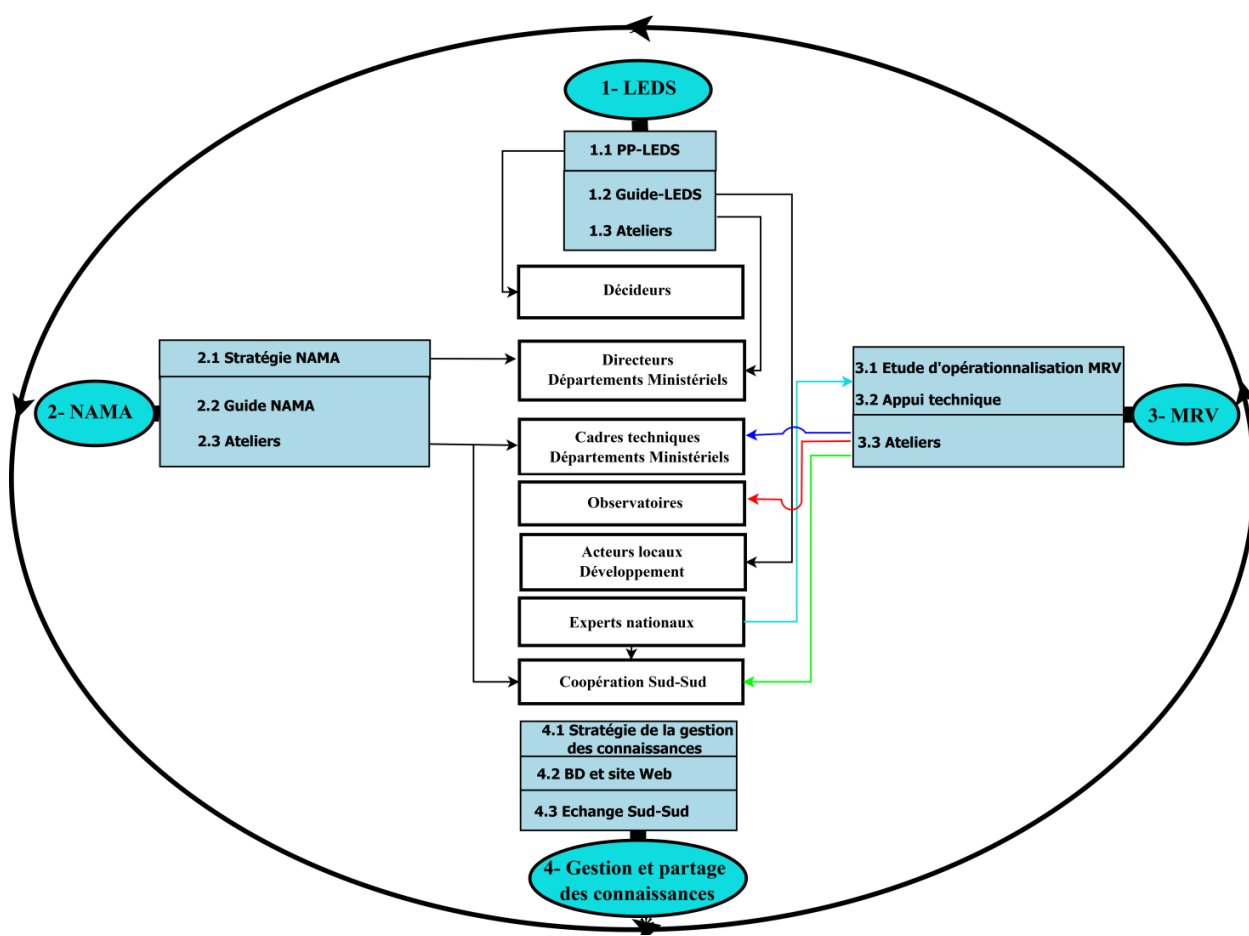 1- LEDS
1.1 PP-LEDS
1.2 Guide-LEDS
1.3 Ateliers
Décideurs
2- NAMA
2.1 Stratégie NAMA
2.2 Guide NAMA
2.3 Ateliers
Directeurs
Départements Ministériels
Cadres techniques
Départements Ministériels
Observatoires
Acteurs locaux
Développement
Experts nationaux
Coopération Sud-Sud
3.1 Etude d'opérationnalisation MRV
3.2 Appui technique
3.3 Ateliers
3- MRV
4.1 Stratégie de la gestion
des connaissances
4.2 BD et site Web
4.3 Echange Sud-Sud
4- Gestion et partage
des connaissances